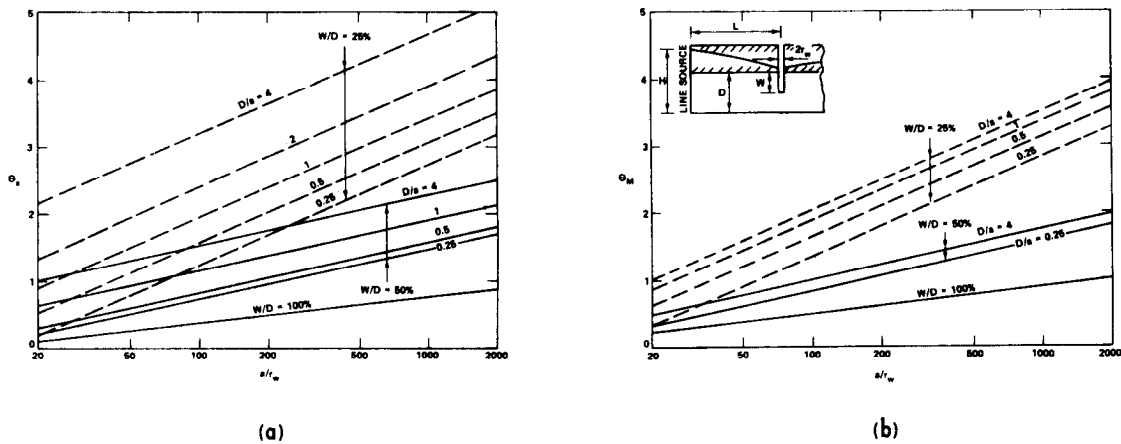 5
4
3
2
1
0
θs
W/D = 25%
D/s = 4
2
1
0.5
0.25
D/s = 4
1
0.5
0.25
W/D = 50%
W/D = 100%
20
50
100
200
500
1000
2000
s/rw
(a)
5
4
3
2
1
0
θM
L
2rw
LINE SOURCE
H
D
W
W/D = 25%
D/s = 4
1
0.5
0.25
W/D = 50%
D/s = 4
D/s = 0.25
W/D = 100%
20
50
100
200
500
1000
2000
s/rw
(b)